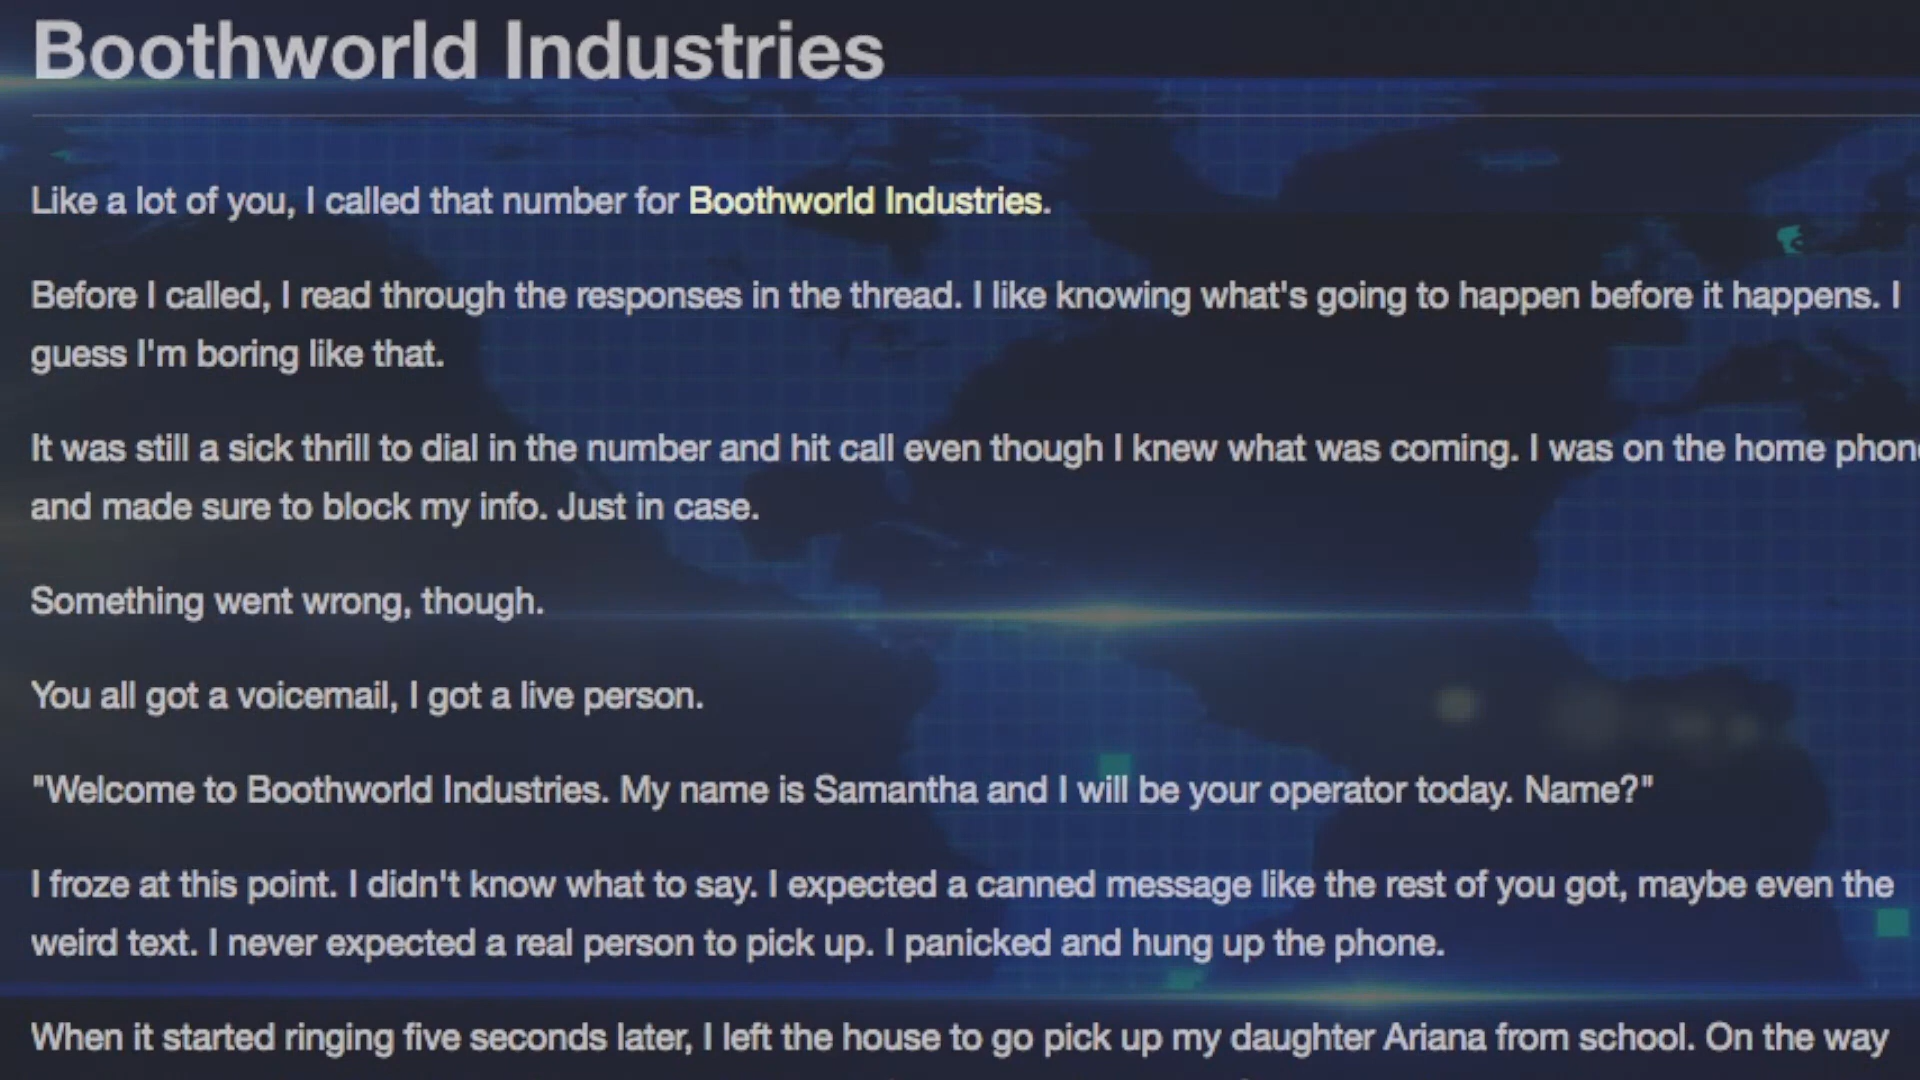 Boothworld Industries
Like a lot of you, I called that number for Boothworld Industries.
Before I called, I read through the responses in the thread. I like knowing what's going to happen before it happens. I
guess I'm boring like that.
It was still a sick thrill to dial in the number and hit call even though I knew what was coming. I was on the home phone
and made sure to block my info. Just in case.
Something went wrong, though.
You all got a voicemail, I got a live person.
"Welcome to Boothworld Industries. My name is Samantha and I will be your operator today. Name?"
I froze at this point. I didn't know what to say. I expected a canned message like the rest of you got, maybe even the
weird text. I never expected a real person to pick up. I panicked and hung up the phone.
When it started ringing five seconds later, I left the house to go pick up my daughter Ariana from school. On the way